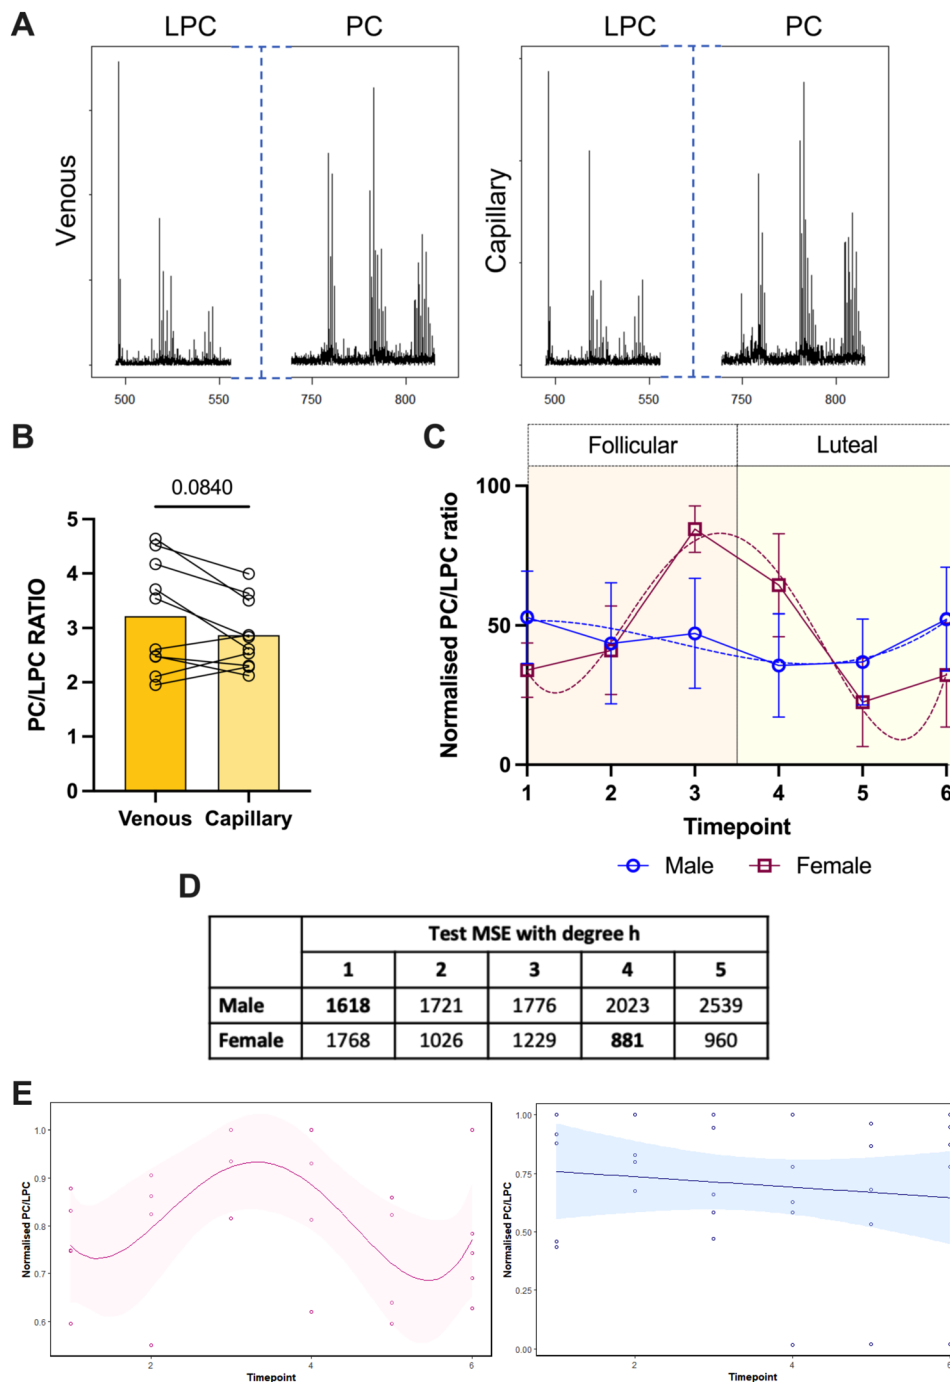 A
LPC PC
LPC PC
Venous
Capillary
500 550 750 800
500 550 750 800
B
0.0840
PC/LPC RATIO
5
4
3
2
1
0
Venous Capillary
C
Follicular Luteal
Normalised PC/LPC ratio
100
50
0
1 2 3 4 5 6
Timepoint
Male Female
D
Test MSE with degree h
1 2 3 4 5
Male 1618 1721 1776 2023 2539
Female 1768 1026 1229 881 960
E
Normalised PC/LPC
1.0
0.9
0.8
0.7
0.6
2 4 6
Timepoint
Normalised PC/LPC
1.00
0.75
0.50
0.25
0.00
2 4 6
Timepoint